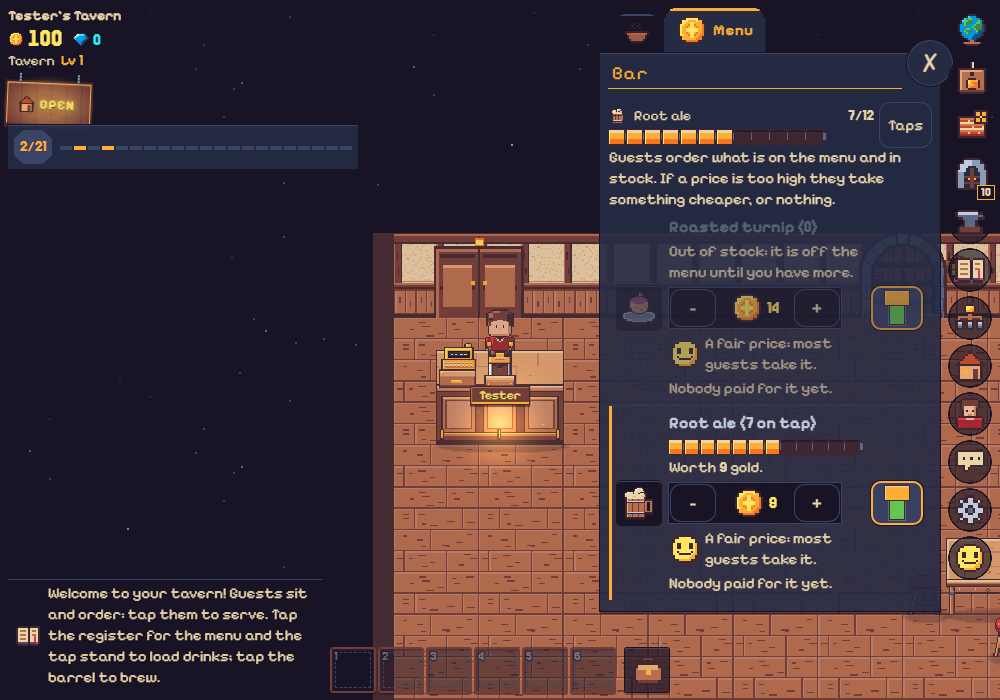 Tester's Tavern
100 0
Tavern Lv 1
OPEN
2/21
Menu
X
Bar
Root ale 7/12
Taps
Guests order what is on the menu and in
stock. If a price is too high they take
something cheaper, or nothing.
Roasted turnip (0)
Out of stock: it is off the
menu until you have more.
- 14 +
A fair price: most
guests take it.
Nobody paid for it yet.
Root ale (7 on tap)
Worth 9 gold.
- 9 +
A fair price: most
guests take it.
Nobody paid for it yet.
10
Tester
Welcome to your tavern! Guests sit
and order: tap them to serve. Tap
the register for the menu and the
tap stand to load drinks; tap the
barrel to brew.
1 2 3 4 5 6